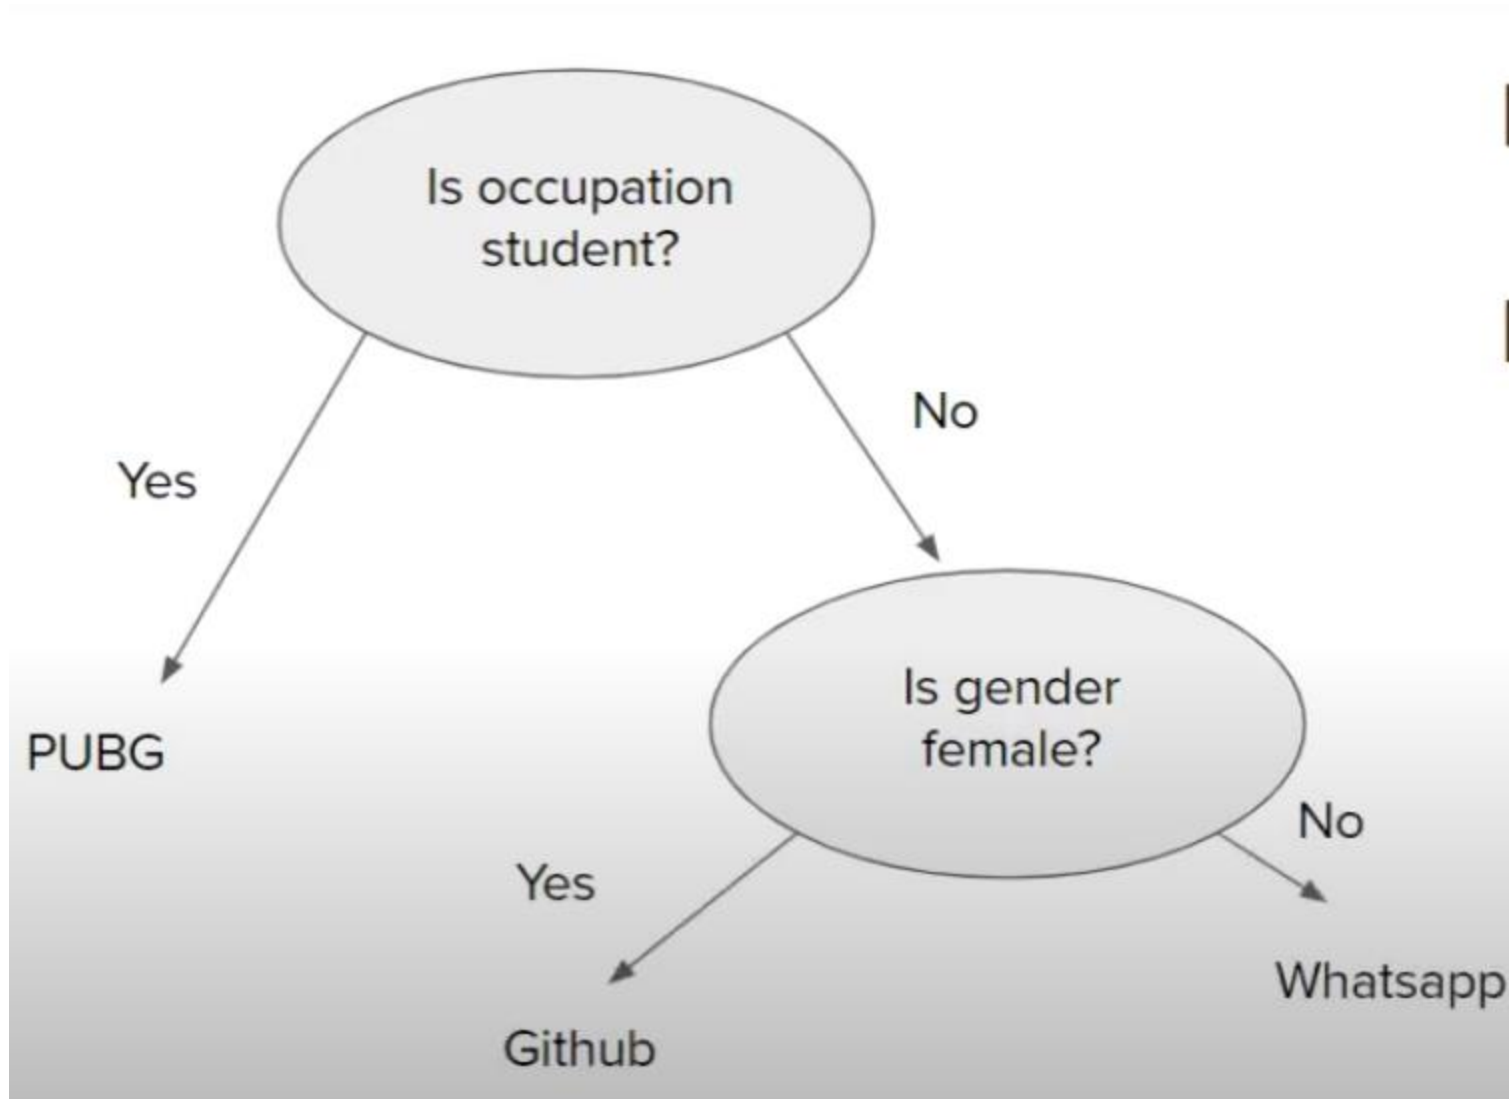 Is occupation
student?
No
Yes
Is gender
female?
PUBG
No
Yes
Whatsapp
Github